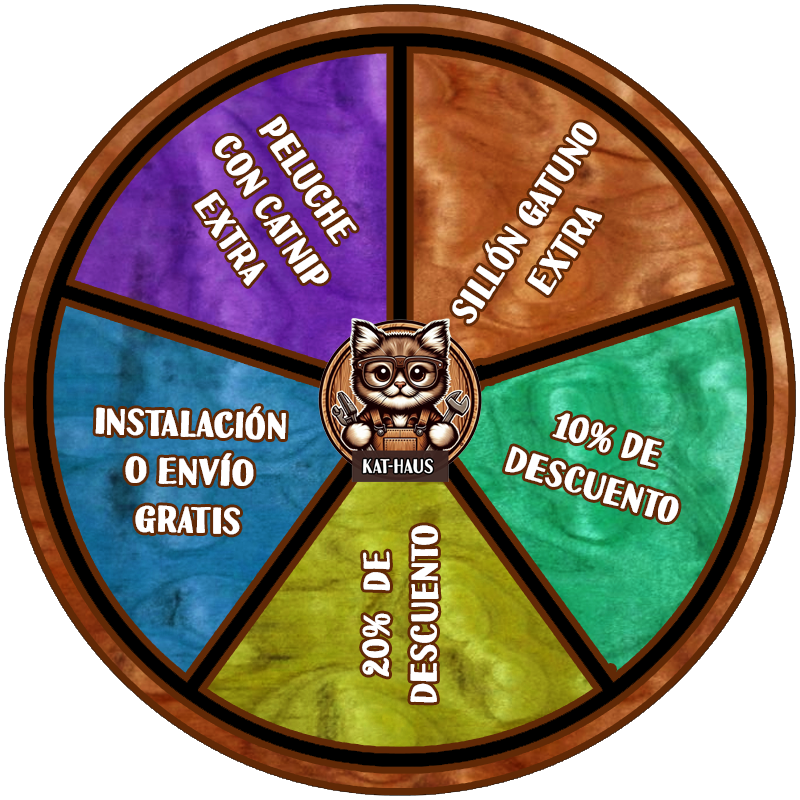 PELUCHE
CON CATNIP
EXTRA
SILLÓN GATUNO
EXTRA
INSTALACIÓN
O ENVÍO
GRATIS
10% DE
DESCUENTO
20% DE
DESCUENTO
KAT-HAUS